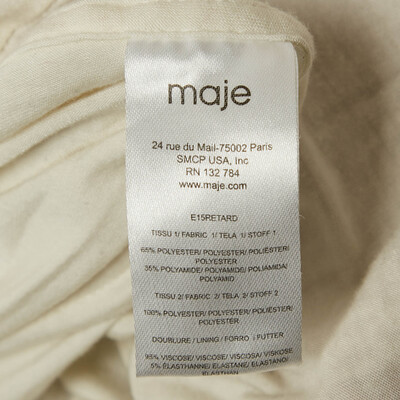 maje
24 rue du Mail-75002 Paris
SMCP USA, Inc
RN 132 784
www.maje.com
E15RETARD
TISSU 1/ FABRIC 1/ TELA 1/ STOFF 1
65% POLYESTER/ POLYESTER/ POLIÉSTER/
POLYESTER
35% POLYAMIDE/ POLYAMIDE/ POLIAMIDA/
POLYAMID
TISSU 2/ FABRIC 2/ TELA 2/ STOFF 2
100% POLYESTER/ POLYESTER/ POLIÉSTER/
POLYESTER
DOUBLURE / LINING / FORRO / FUTTER
95% VISCOSE/ VISCOSE/ VISCOSA/ VISKOSE
5% ÉLASTHANNE/ ELASTANE/ ELASTANO/
ELASTHAN